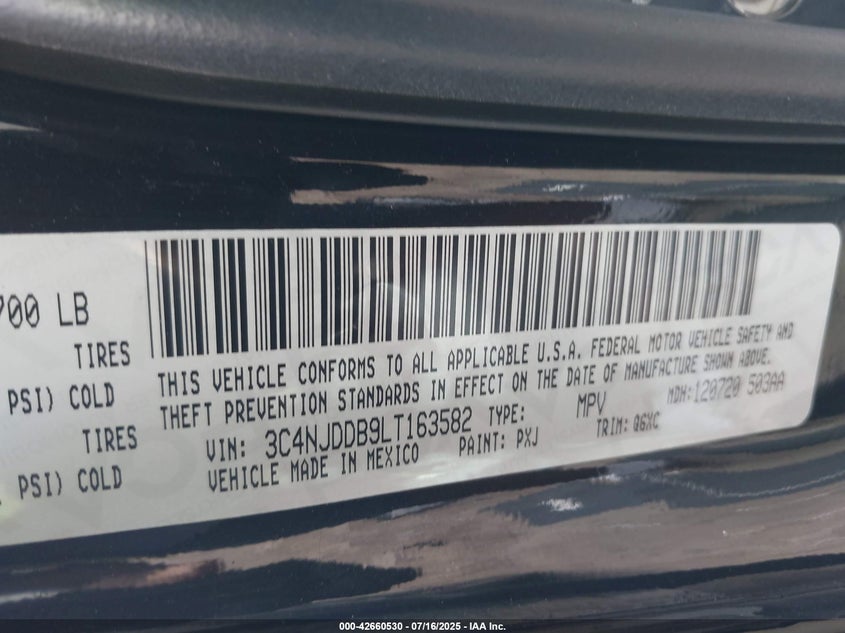 700 LB
TIRES
PSI) COLD
TIRES
PSI) COLD
THIS VEHICLE CONFORMS TO ALL APPLICABLE U.S.A. FEDERAL MOTOR VEHICLE SAFETY AND
THEFT PREVENTION STANDARDS IN EFFECT ON THE DATE OF MANUFACTURE SHOWN ABOVE.
VIN: 3C4NJDDB9LT163582 TYPE: MPV MDH: 120720 503AA
VEHICLE MADE IN MEXICO PAINT: PXJ TRIM: Q6XC
000-42660530 - 07/16/2025 - IAA Inc.